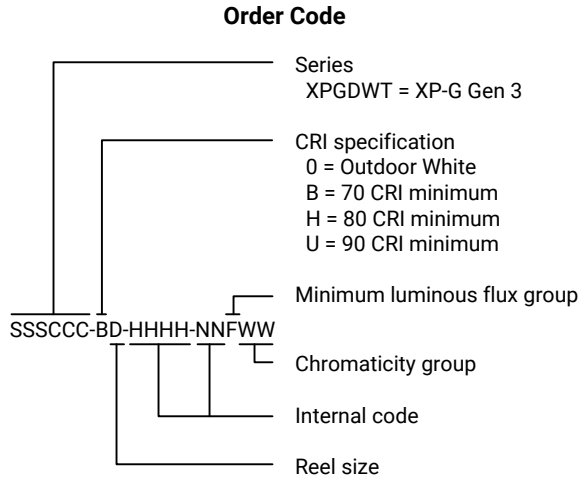 Order Code
Series
XPGDWT = XP-G Gen 3
CRI specification
0 = Outdoor White
B = 70 CRI minimum
H = 80 CRI minimum
U = 90 CRI minimum
Minimum luminous flux group
SSSCCC-BD-HHHH-NNFWW
Chromaticity group
Internal code
Reel size